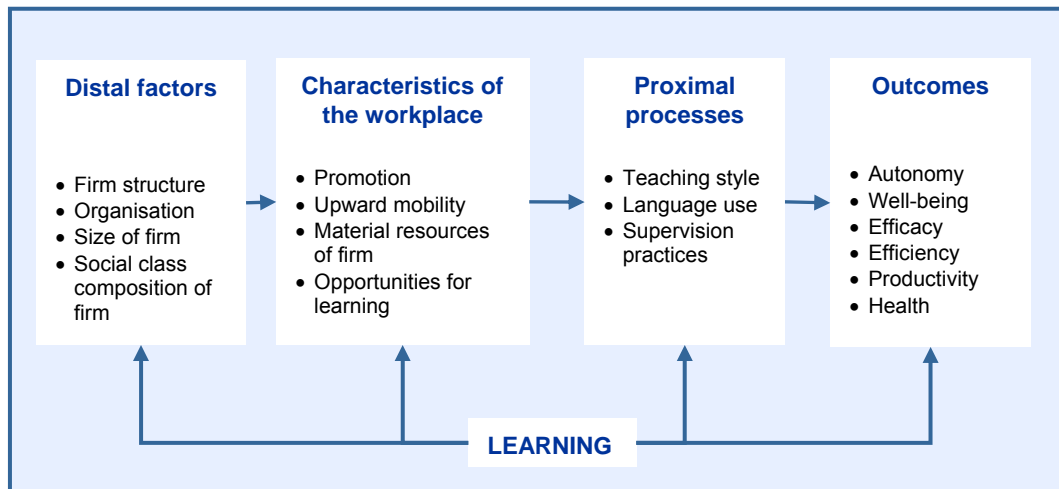 Distal factors
• Firm structure
• Organisation
• Size of firm
• Social class
composition of
firm
Characteristics of
the workplace
• Promotion
• Upward mobility
• Material resources
of firm
• Opportunities for
learning
Proximal
processes
• Teaching style
• Language use
• Supervision
practices
Outcomes
• Autonomy
• Well-being
• Efficacy
• Efficiency
• Productivity
• Health
LEARNING